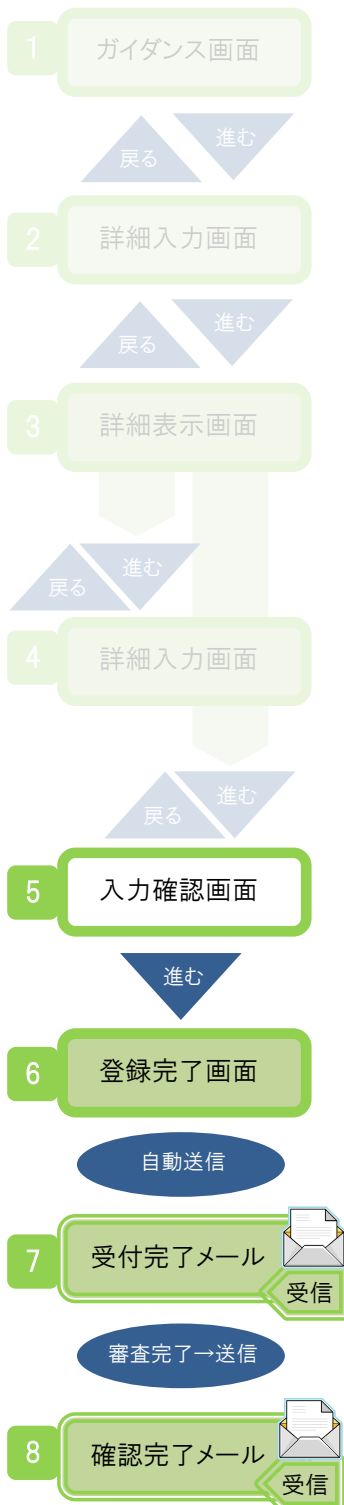 1 ガイダンス画面
戻る 進む
2 詳細入力画面
戻る 進む
3 詳細表示画面
戻る 進む
4 詳細入力画面
戻る 進む
5 入力確認画面
進む
6 登録完了画面
自動送信
7 受付完了メール
受信
審査完了→送信
8 確認完了メール
受信